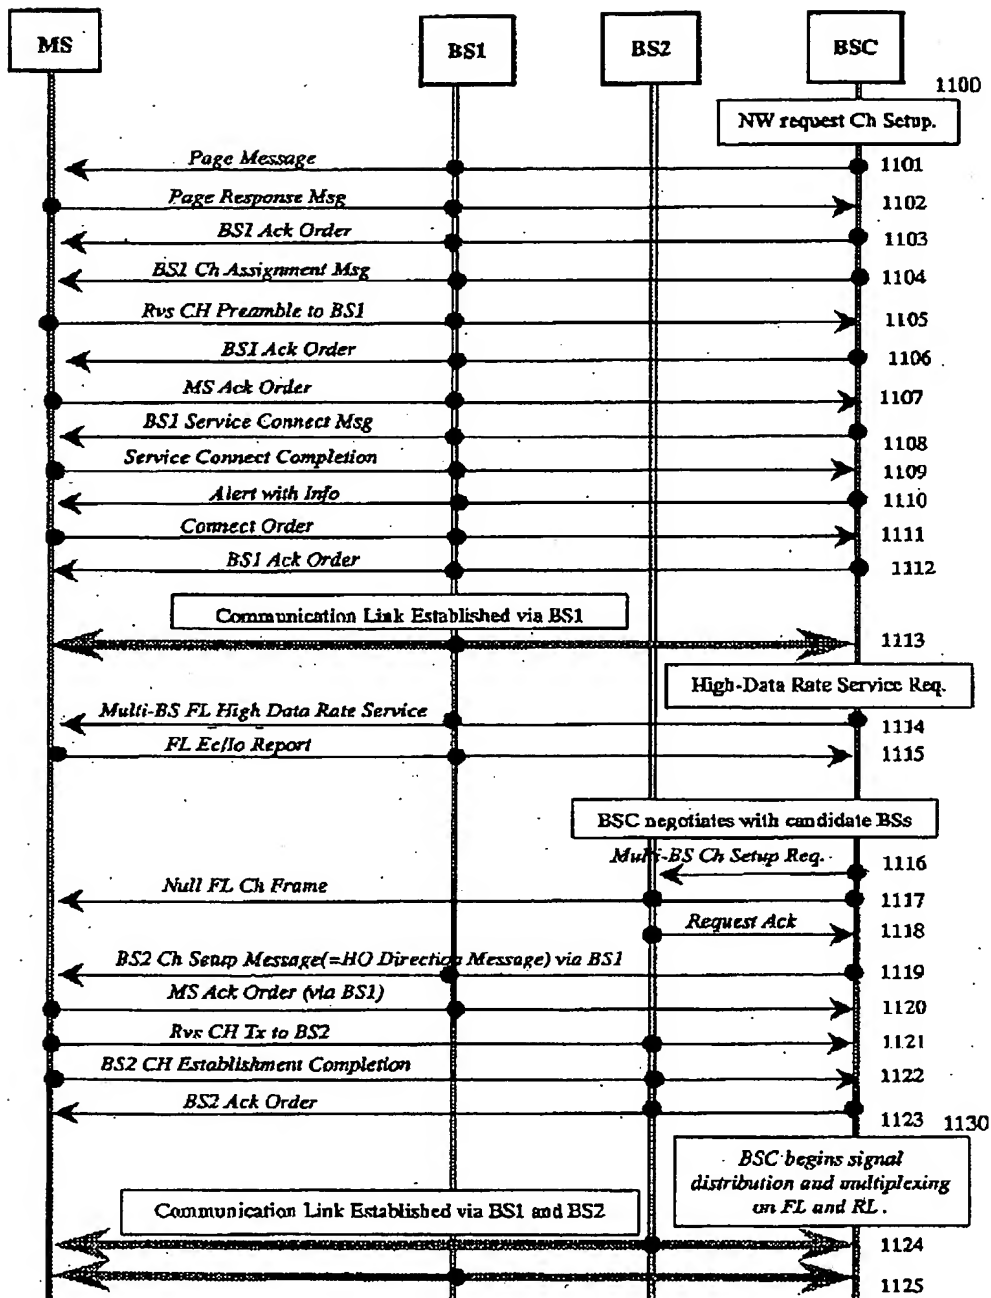 MS
BS1
BS2
BSC
1100
NW request Ch Setup.
Page Message
1101
Page Response Msg
1102
BS1 Ack Order
1103
BS1 Ch Assignment Msg
1104
Rvs CH Preamble to BS1
1105
BS1 Ack Order
1106
MS Ack Order
1107
BS1 Service Connect Msg
1108
Service Connect Completion
1109
Alert with Info
1110
Connect Order
1111
BS1 Ack Order
1112
Communication Link Established via BS1
1113
High-Data Rate Service Req.
Multi-BS FL High Data Rate Service
1114
FL Ec/Io Report
1115
BSC negotiates with candidate BSs
Multi-BS Ch Setup Req.
1116
Null FL Ch Frame
1117
Request Ack
1118
BS2 Ch Setup Message(=HO Direction Message) via BS1
1119
MS Ack Order (via BS1)
1120
Rvs CH Tx to BS2
1121
BS2 CH Establishment Completion
1122
BS2 Ack Order
1123
1130
BSC begins signal
distribution and multiplexing
on FL and RL.
Communication Link Established via BS1 and BS2
1124
1125